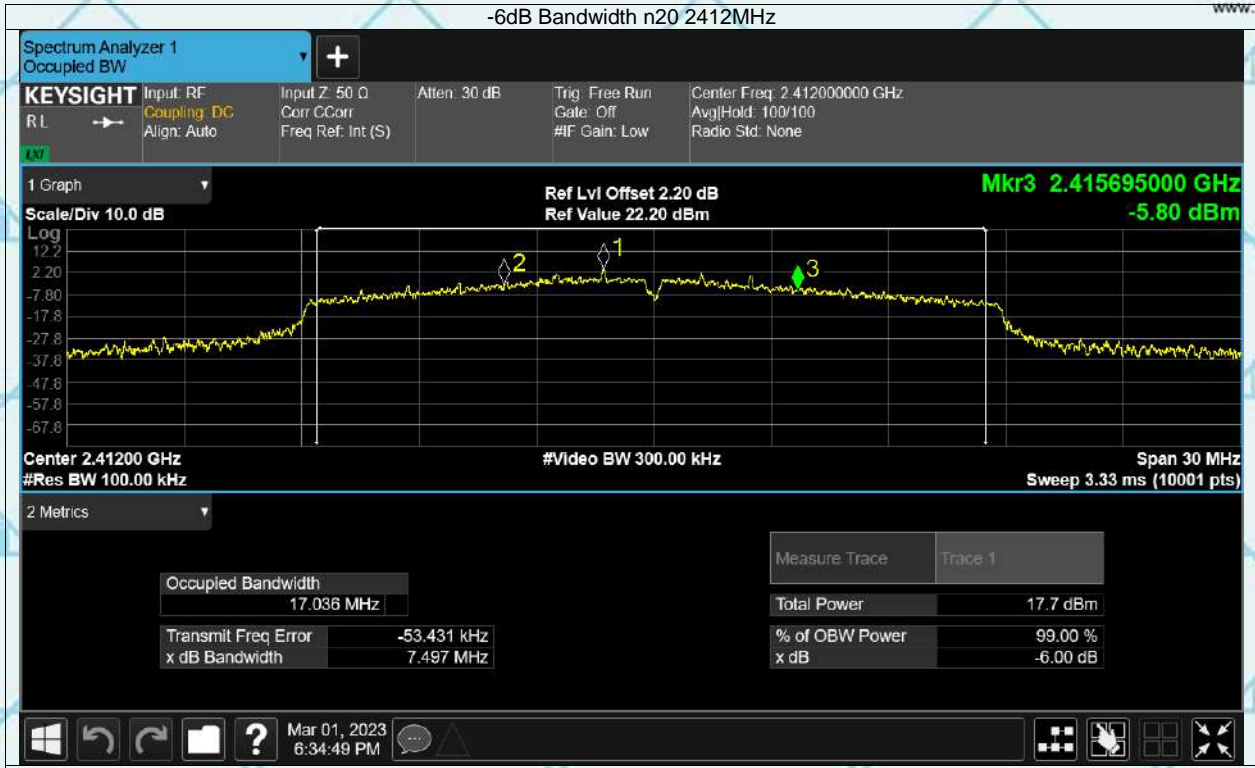 -6dB Bandwidth n20 2412MHz
www.
Spectrum Analyzer 1
Occupied BW
+
KEYSIGHT
RL
LXI
Input: RF
Coupling: DC
Align: Auto
Input Z: 50 Ω
Corr CCorr
Freq Ref: Int (S)
Atten: 30 dB
Trig: Free Run
Gate: Off
#IF Gain: Low
Center Freq: 2.412000000 GHz
Avg|Hold: 100/100
Radio Std: None
1 Graph
Scale/Div 10.0 dB
Ref Lvl Offset 2.20 dB
Ref Value 22.20 dBm
Mkr3 2.415695000 GHz
-5.80 dBm
Log
12.2
2.20
-7.80
-17.8
-27.8
-37.8
-47.8
-57.8
-67.8
2
1
3
Center 2.41200 GHz
#Res BW 100.00 kHz
#Video BW 300.00 kHz
Span 30 MHz
Sweep 3.33 ms (10001 pts)
2 Metrics
Measure Trace Trace 1
Occupied Bandwidth
17.036 MHz
Total Power 17.7 dBm
Transmit Freq Error -53.431 kHz
x dB Bandwidth 7.497 MHz
% of OBW Power 99.00 %
x dB -6.00 dB
?
Mar 01, 2023
6:34:49 PM